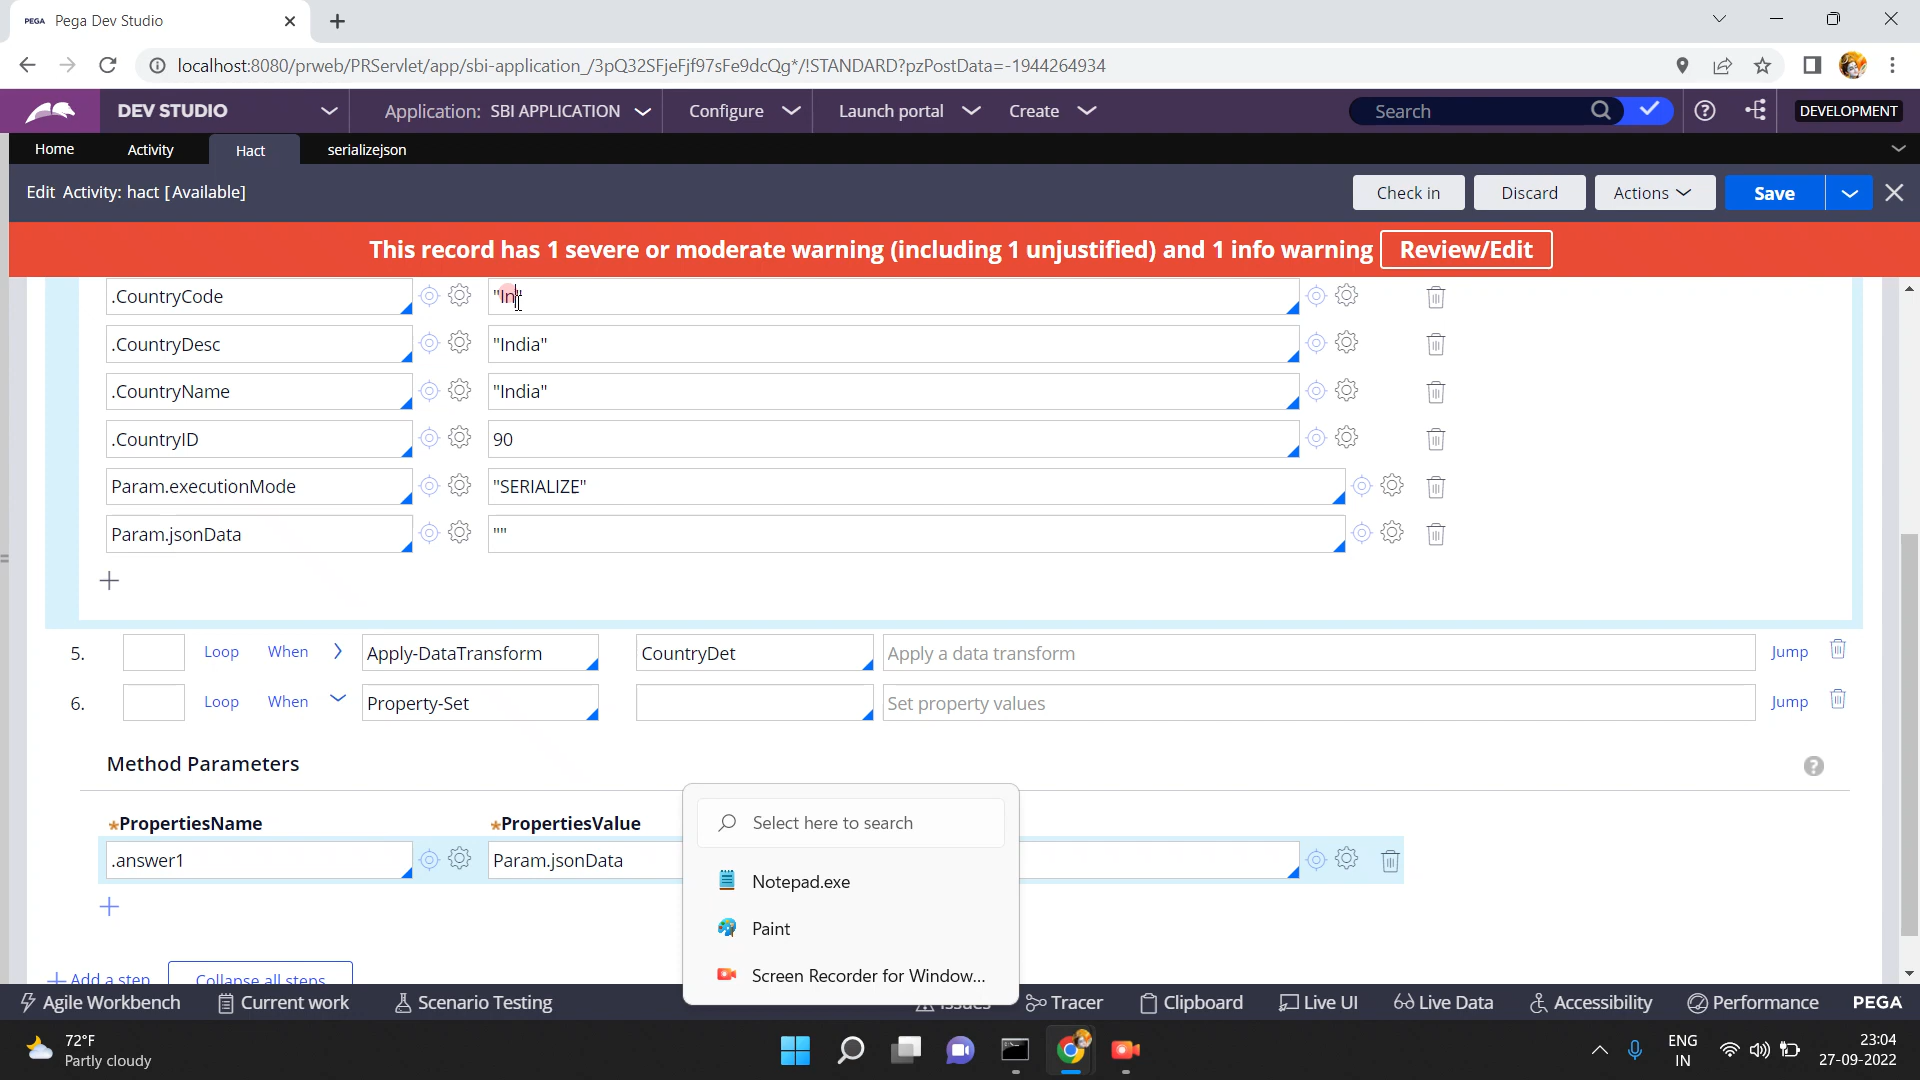 PEGA Pega Dev Studio
localhost:8080/prweb/PRServlet/app/sbi-application_/3pQ32SFjeFjf97sFe9dcQg*/!STANDARD?pzPostData=-1944264934
DEV STUDIO Application: SBI APPLICATION Configure Launch portal Create Search DEVELOPMENT
Home Activity Hact serializejson
Edit Activity: hact [Available] Check in Discard Actions Save
This record has 1 severe or moderate warning (including 1 unjustified) and 1 info warning Review/Edit
.CountryCode "In"
.CountryDesc "India"
.CountryName "India"
.CountryID 90
Param.executionMode "SERIALIZE"
Param.jsonData ""
5. Loop When Apply-DataTransform CountryDet Apply a data transform Jump
6. Loop When Property-Set Set property values Jump
Method Parameters
*PropertiesName *PropertiesValue
.answer1 Param.jsonData
Select here to search
Notepad.exe
Paint
Screen Recorder for Window...
Add a step Collapse all steps
Agile Workbench Current work Scenario Testing Issues Tracer Clipboard Live UI Live Data Accessibility Performance PEGA
72°F
Partly cloudy
ENG
IN
23:04
27-09-2022